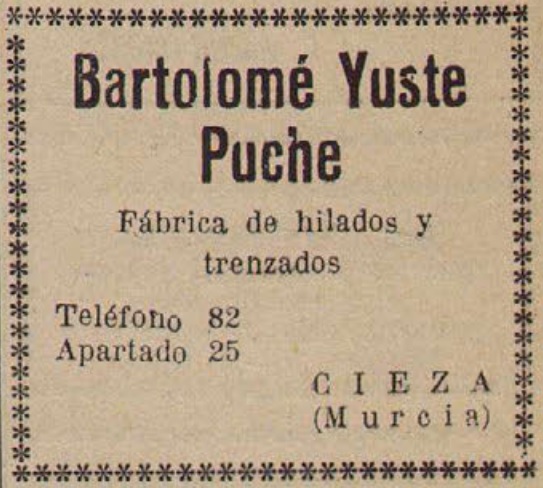 Bartolomé Yuste
Puche
Fábrica de hilados y
trenzados
Teléfono 82
Apartado 25
CIEZA
(Murcia)